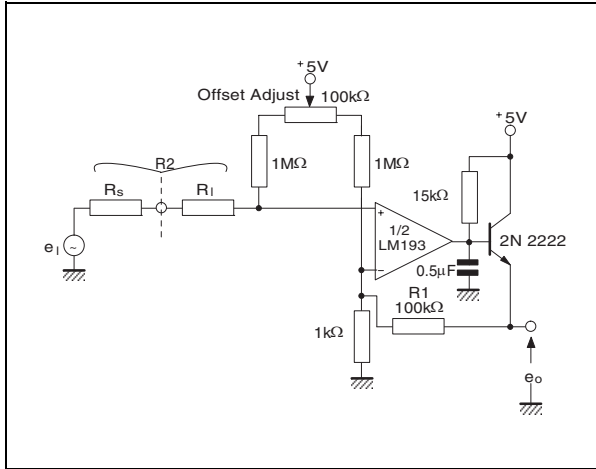 +5V
Offset Adjust 100kΩ
+5V
R2
1MΩ
1MΩ
Rs
Rl
15kΩ
+
1/2
LM193
2N 2222
eI
~
0.5µF
−
R1
100kΩ
1kΩ
eo